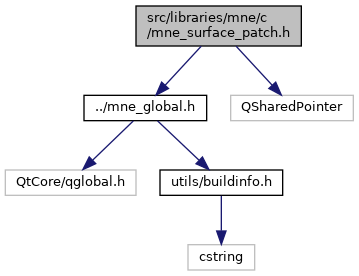 src/libraries/mne/c
/mne_surface_patch.h
../mne_global.h
QSharedPointer
QtCore/qglobal.h
utils/buildinfo.h
cstring